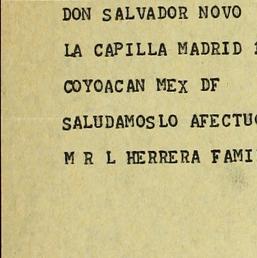 DON SALVADOR NOVO
LA CAPILLA MADRID
COYOACAN MEX DF
SALUDAMOSLO
M R L HERRERA